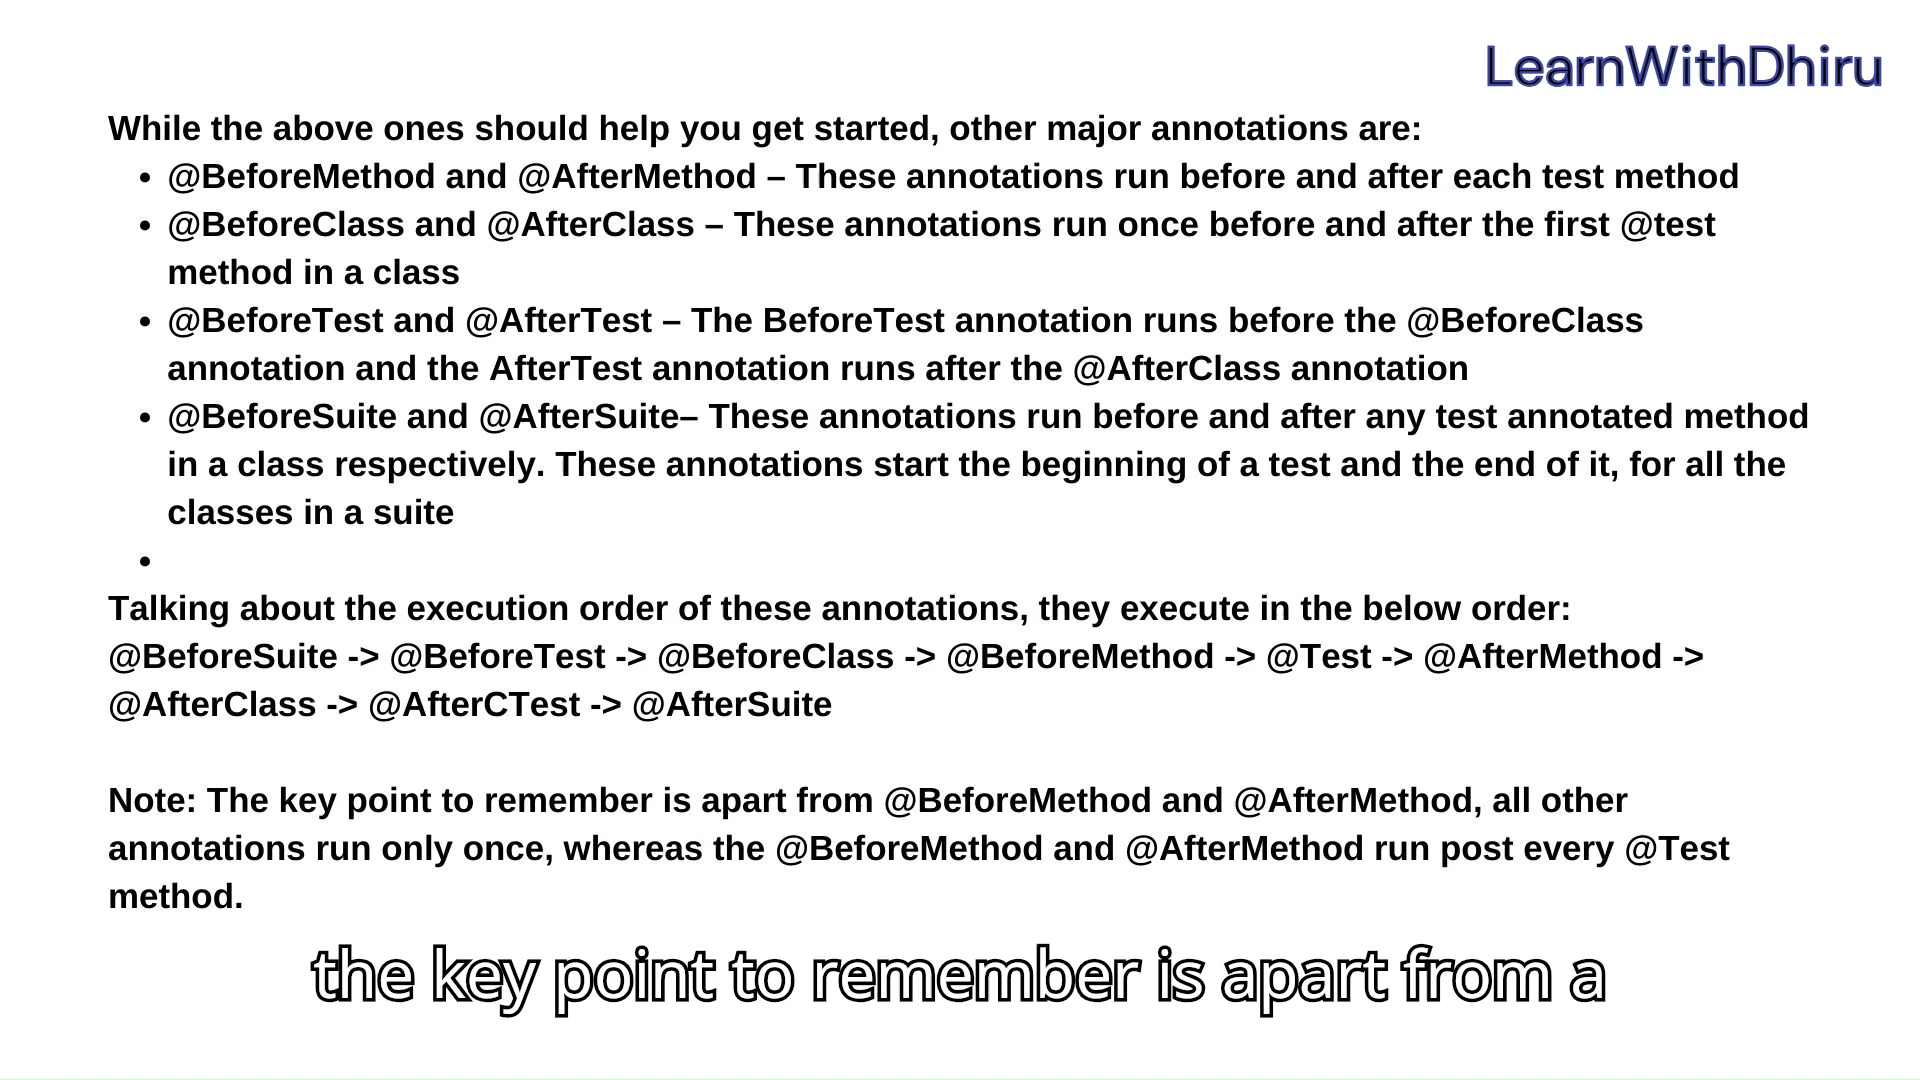 LearnWithDhiru
While the above ones should help you get started, other major annotations are:
• @BeforeMethod and @AfterMethod – These annotations run before and after each test method
• @BeforeClass and @AfterClass – These annotations run once before and after the first @test
method in a class
• @BeforeTest and @AfterTest – The BeforeTest annotation runs before the @BeforeClass
annotation and the AfterTest annotation runs after the @AfterClass annotation
• @BeforeSuite and @AfterSuite– These annotations run before and after any test annotated method
in a class respectively. These annotations start the beginning of a test and the end of it, for all the
classes in a suite
•
Talking about the execution order of these annotations, they execute in the below order:
@BeforeSuite -> @BeforeTest -> @BeforeClass -> @BeforeMethod -> @Test -> @AfterMethod ->
@AfterClass -> @AfterCTest -> @AfterSuite
Note: The key point to remember is apart from @BeforeMethod and @AfterMethod, all other
annotations run only once, whereas the @BeforeMethod and @AfterMethod run post every @Test
method.
the key point to remember is apart from a